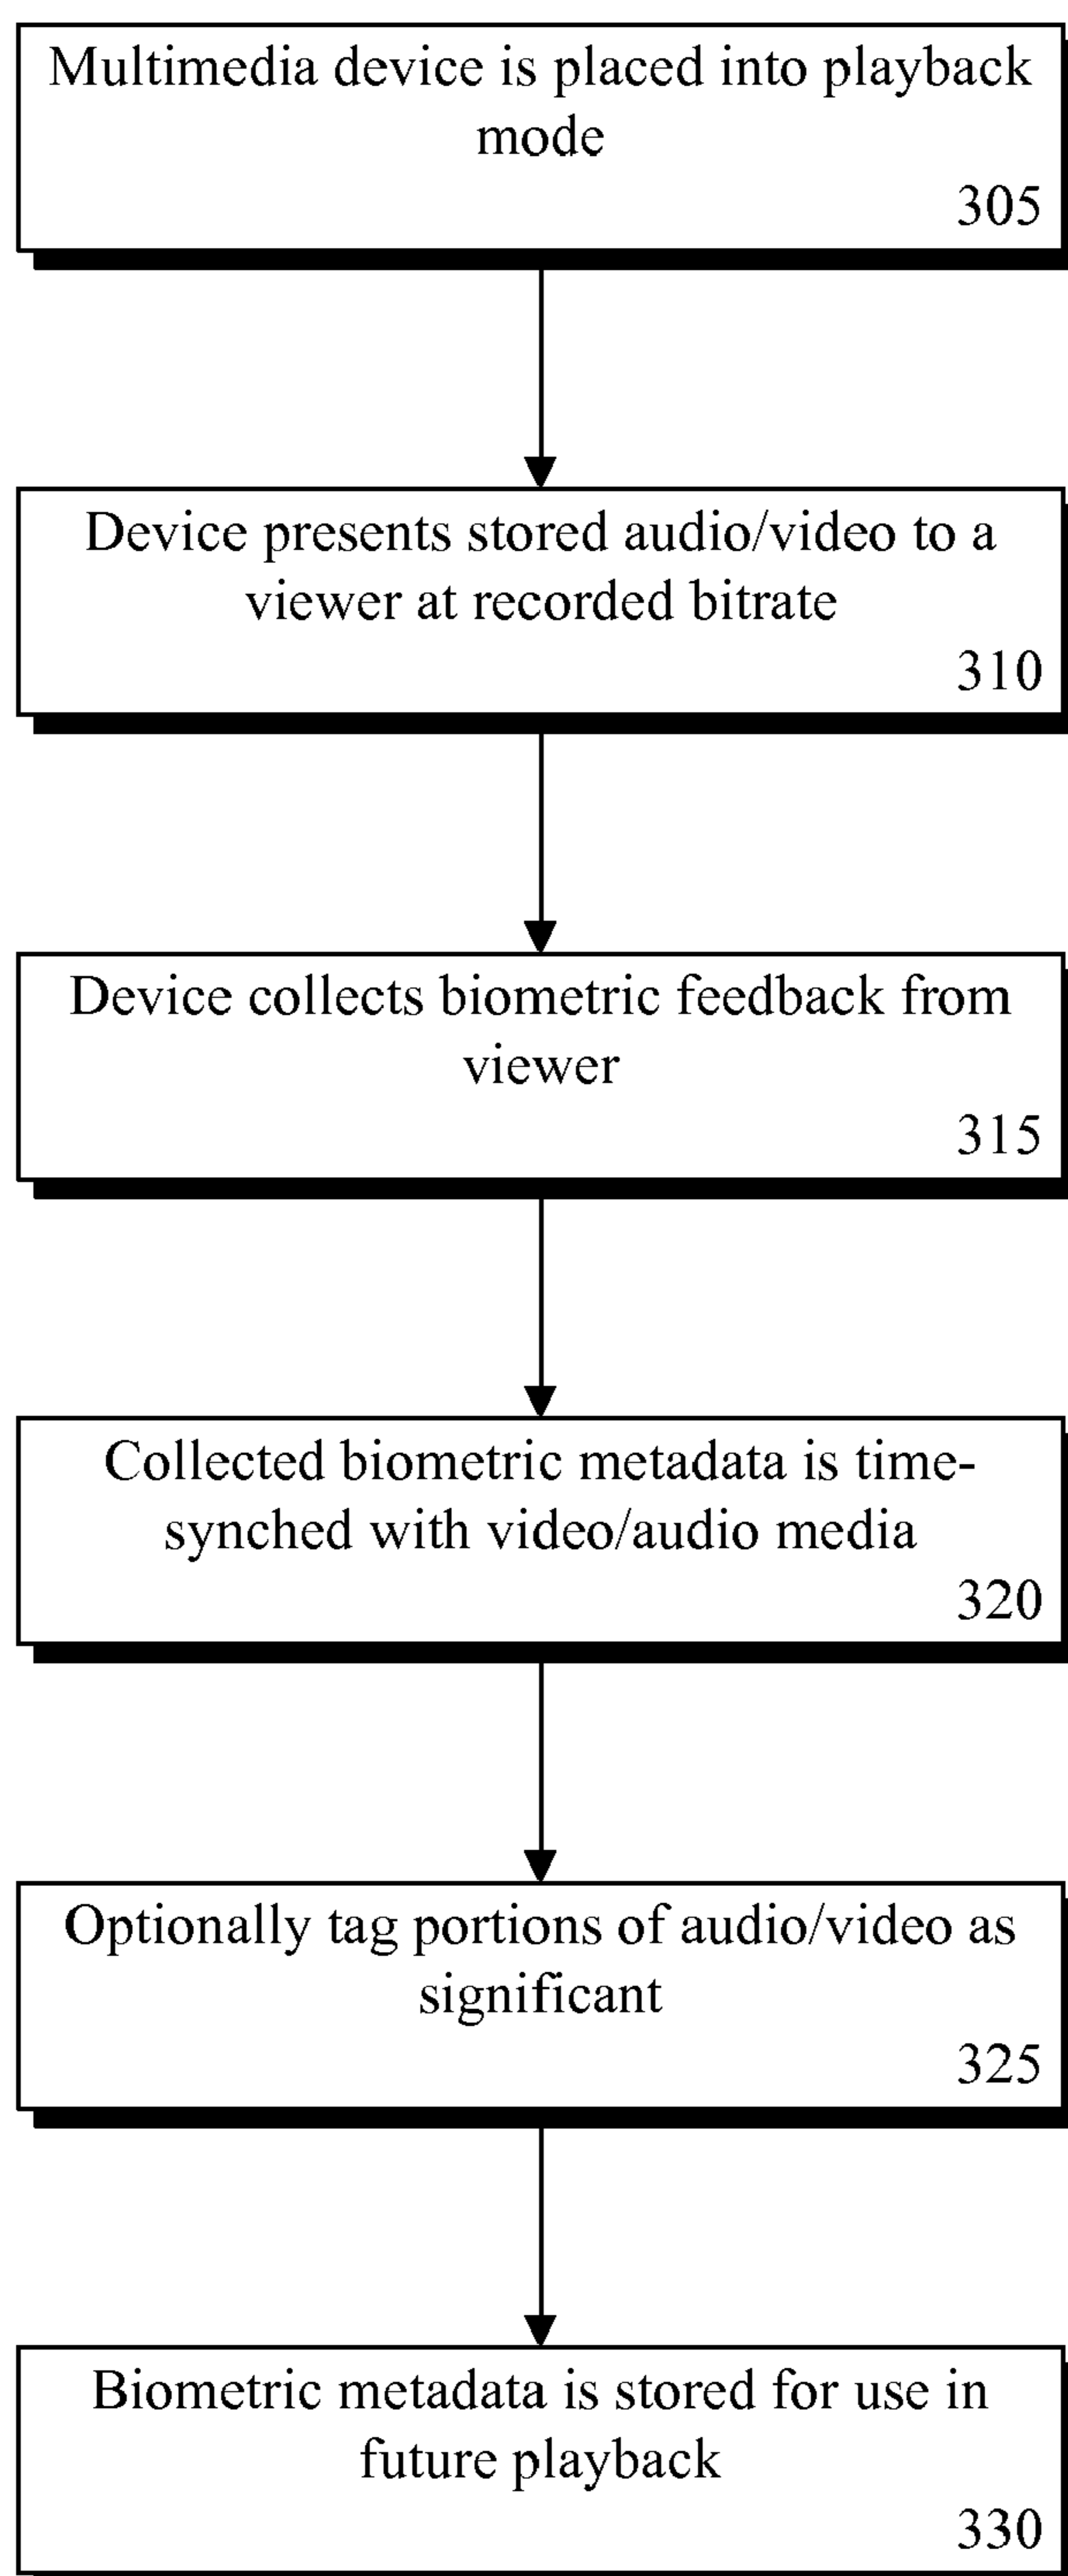 Multimedia device is placed into playback
mode
305
Device presents stored audio/video to a
viewer at recorded bitrate
310
Device collects biometric feedback from
viewer
315
Collected biometric metadata is time-
synched with video/audio media
320
Optionally tag portions of audio/video as
significant
325
Biometric metadata is stored for use in
future playback
330